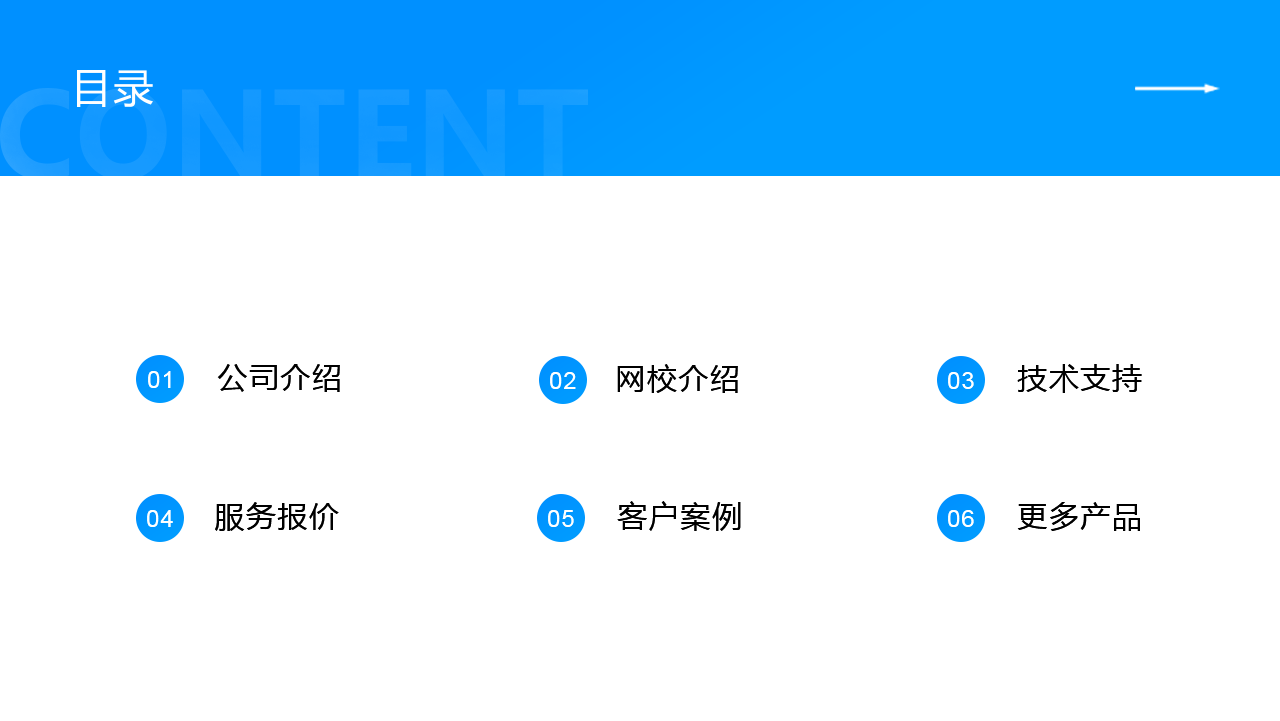 目录
CONTENT
01 公司介绍
02 网校介绍
03 技术支持
04 服务报价
05 客户案例
06 更多产品